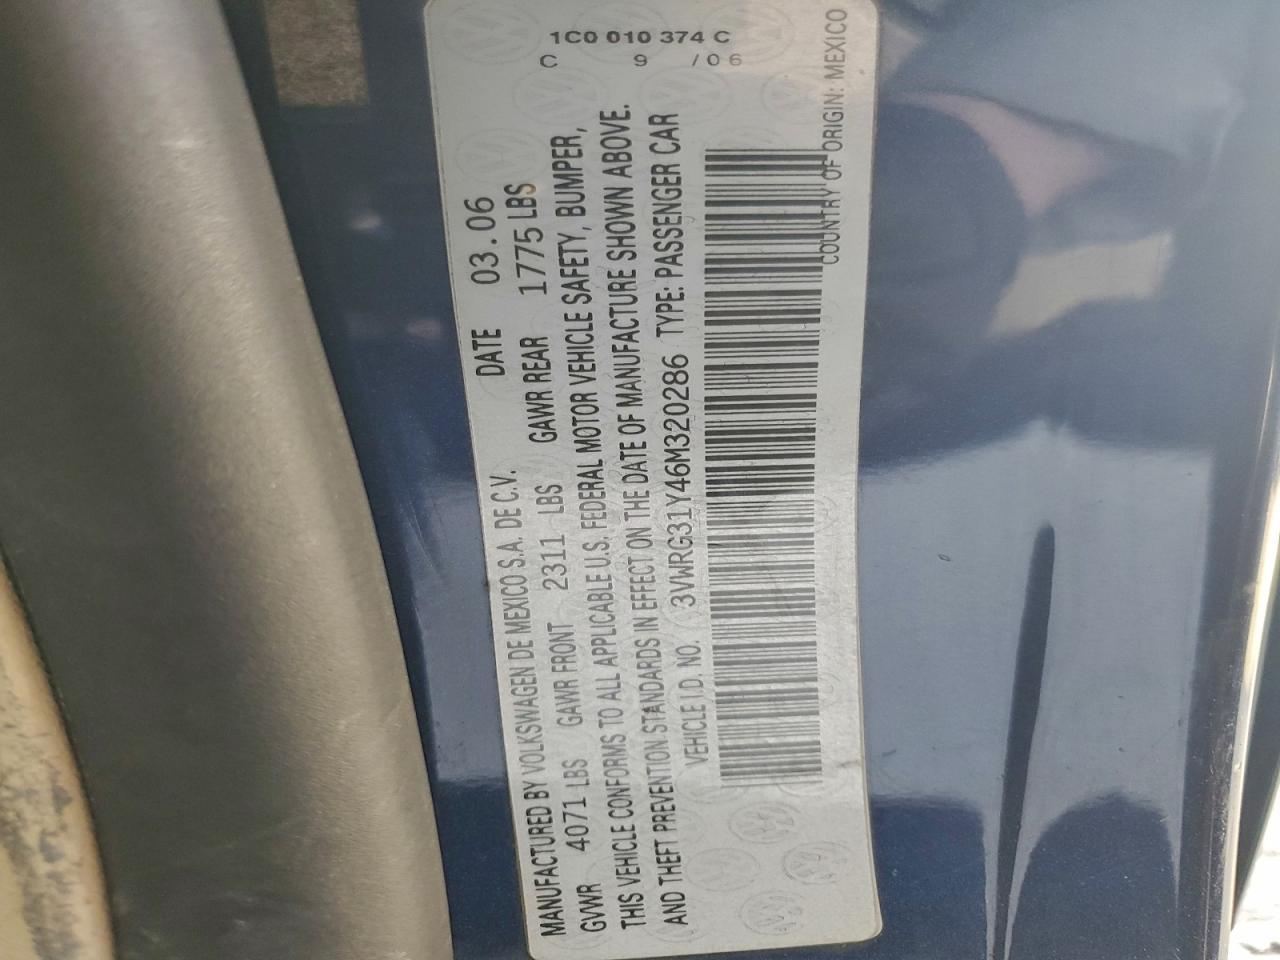 1C0 010 374 C
C 9 /06
MANUFACTURED BY VOLKSWAGEN DE MEXICO S.A. DE C.V. DATE 03.06
GVWR 4071 LBS GAWR FRONT 2311 LBS GAWR REAR 1775 LBS
THIS VEHICLE CONFORMS TO ALL APPLICABLE U.S. FEDERAL MOTOR VEHICLE SAFETY, BUMPER,
AND THEFT PREVENTION STANDARDS IN EFFECT ON THE DATE OF MANUFACTURE SHOWN ABOVE.
VEHICLE I.D. NO. 3VWRG31Y46M320286 TYPE: PASSENGER CAR
COUNTRY OF ORIGIN: MEXICO